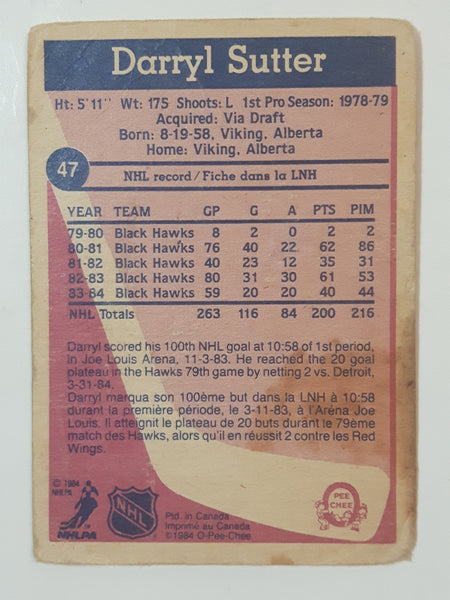 Darryl Sutter
Ht: 5'11" Wt: 175 Shoots: L 1st Pro Season: 1978-79
Acquired: Via Draft
Born: 8-19-58, Viking, Alberta
Home: Viking, Alberta
47
NHL record/Fiche dans la LNH
YEAR TEAM GP G A PTS PIM
79-80 Black Hawks 8 2 0 2 2
80-81 Black Hawks 76 40 22 62 86
81-82 Black Hawks 40 23 12 35 31
82-83 Black Hawks 80 31 30 61 53
83-84 Black Hawks 59 20 20 40 44
NHL Totals 263 116 84 200 216
Darryl scored his 100th NHL goal at 10:58 of 1st period,
in Joe Louis Arena, 11-3-83. He reached the 20 goal
plateau in the Hawks 79th game by netting 2 vs. Detroit,
3-31-84.
Darryl marqua son 100ème but dans la LNH à 10:58
durant la première période, le 3-11-83, à l'Aréna Joe
Louis. Il atteignit le plateau de 20 buts durant le 79ème
match des Hawks, alors qu'il en réussit 2 contre les Red
Wings.
© 1984
NHLPA
NHLPA
NHL
Ptd. in Canada
Imprimé au Canada
©1984 O-Pee-Chee
PEE
CHEE